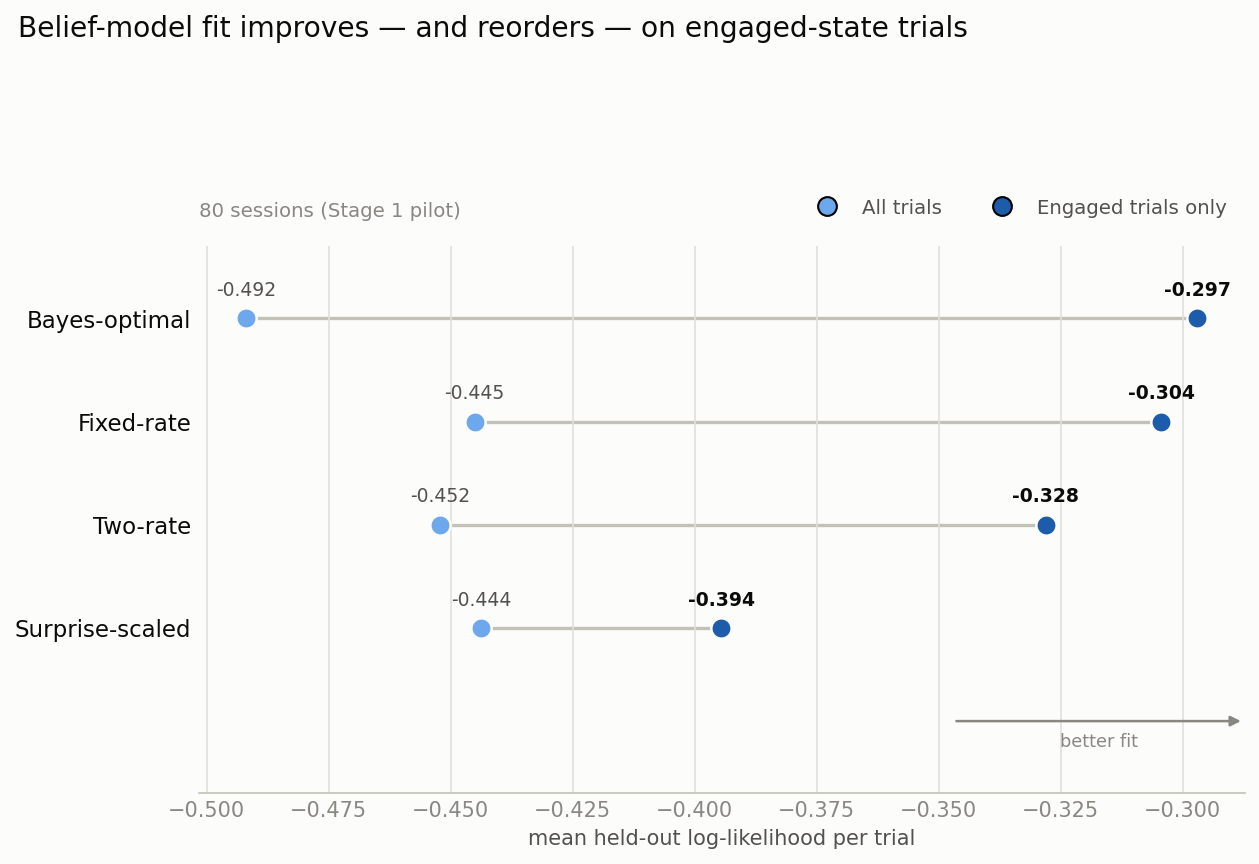 Belief-model fit improves — and reorders — on engaged-state trials
80 sessions (Stage 1 pilot)
All trials
Engaged trials only
Bayes-optimal
-0.492
-0.297
Fixed-rate
-0.445
-0.304
Two-rate
-0.452
-0.328
Surprise-scaled
-0.444
-0.394
better fit
−0.500 −0.475 −0.450 −0.425 −0.400 −0.375 −0.350 −0.325 −0.300
mean held-out log-likelihood per trial